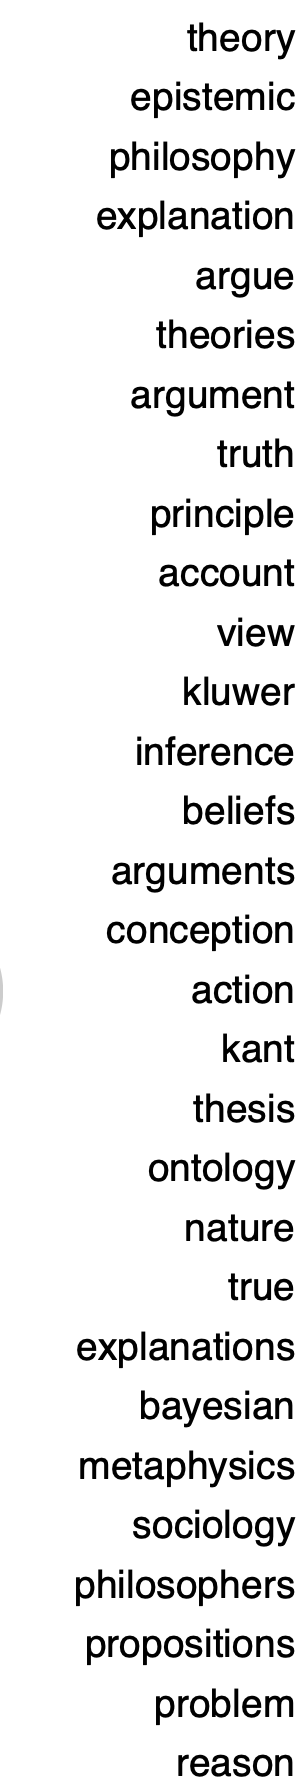 theory
epistemic
philosophy
explanation
argue
theories
argument
truth
principle
account
view
kluwer
inference
beliefs
arguments
conception
action
kant
thesis
ontology
nature
true
explanations
bayesian
metaphysics
sociology
philosophers
propositions
problem
reason